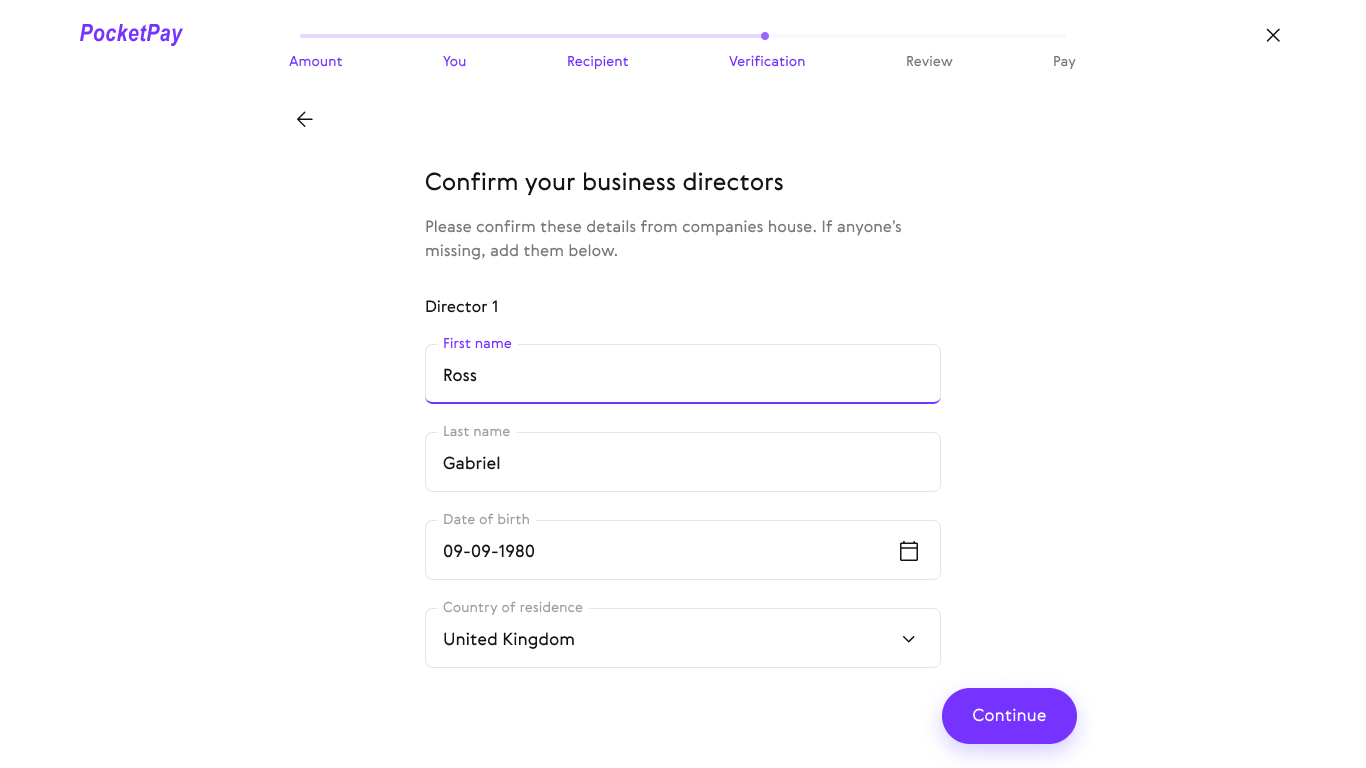 PocketPay
Amount
You
Recipient
Verification
Review
Pay
Confirm your business directors
Please confirm these details from companies house. If anyone’s
missing, add them below.
Director 1
First name
Ross
Last name
Gabriel
Date of birth
09-09-1980
Country of residence
United Kingdom
Continue